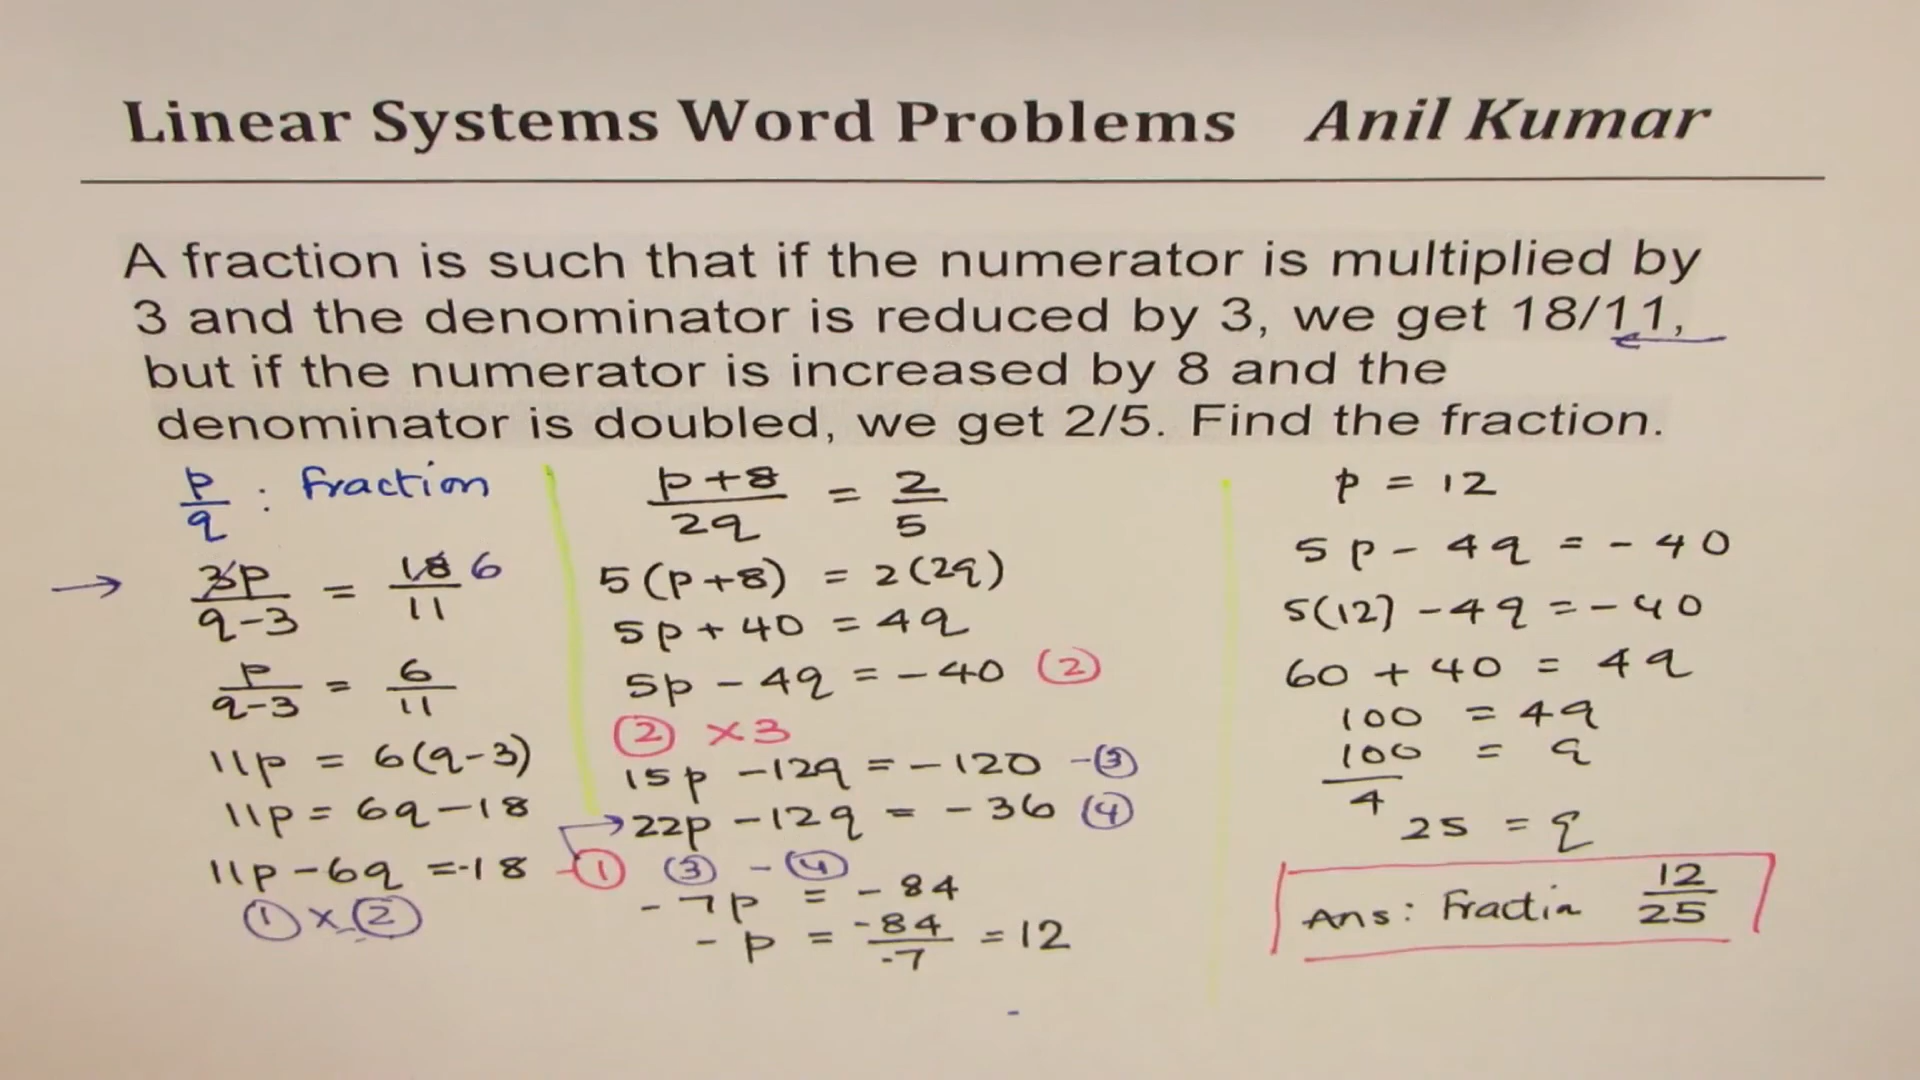 Linear Systems Word Problems Anil Kumar
A fraction is such that if the numerator is multiplied by
3 and the denominator is reduced by 3, we get 18/11,
but if the numerator is increased by 8 and the
denominator is doubled, we get 2/5. Find the fraction.
p/q : Fraction
3p/q-3 = 18/11 6
p/q-3 = 6/11
11p = 6(q-3)
11p = 6q-18
11p-6q =-18 -①
① x ②
p+8/2q = 2/5
5(p+8) = 2(2q)
5p+40 = 4q
5p - 4q = -40 ②
② x3
15p -12q = -120 -③
22p -12q = -36 ④
③ - ④
-7p = -84
- p = -84/-7 = 12
p = 12
5p - 4q = -40
5(12) -4q = -40
60 + 40 = 4q
100 = 4q
100/4 = q
25 = q
Ans: Fractin 12/25